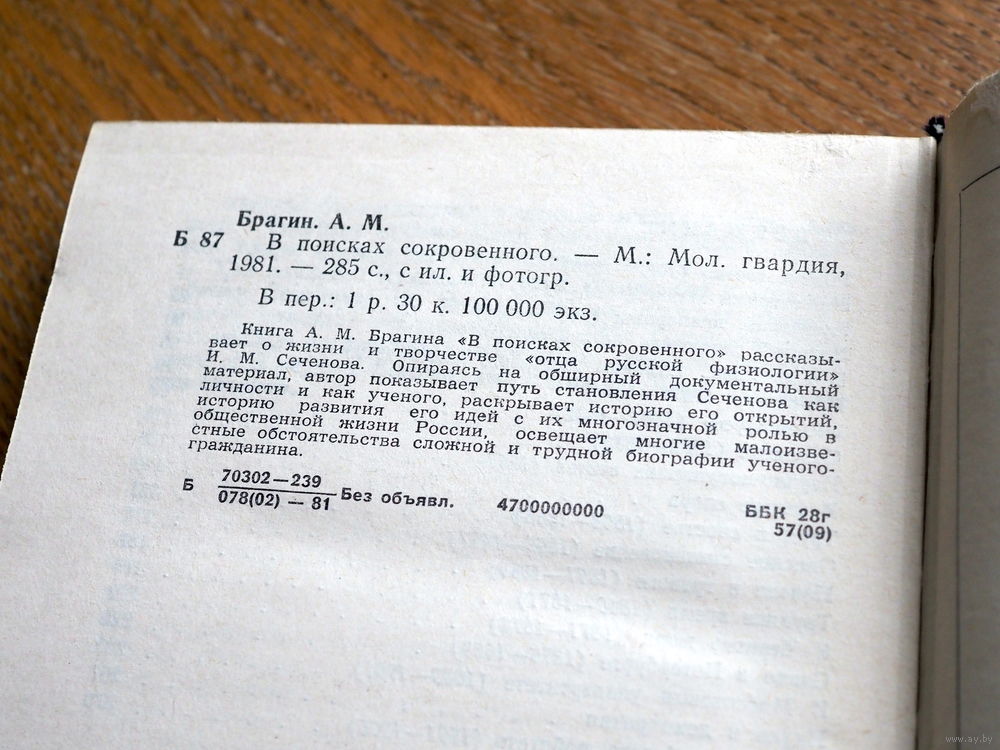 Брагин. А. М.
Б 87 В поисках сокровенного. — М.: Мол. гвардия,
1981. — 285 с., с ил. и фотогр.
В пер.: 1 р. 30 к. 100 000 экз.
Книга А. М. Брагина «В поисках сокровенного» рассказы-
вает о жизни и творчестве «отца русской физиологии»
И. М. Сеченова. Опираясь на обширный документальный
материал, автор показывает путь становления Сеченова как
личности и как ученого, раскрывает историю его открытий,
историю развития его идей с их многозначной ролью в
общественной жизни России, освещает многие малоизве-
стные обстоятельства сложной и трудной биографии ученого-
гражданина.
Б 70302—239
078(02) — 81 Без объявл. 4700000000 ББК 28г
57(09)
www.ay.by